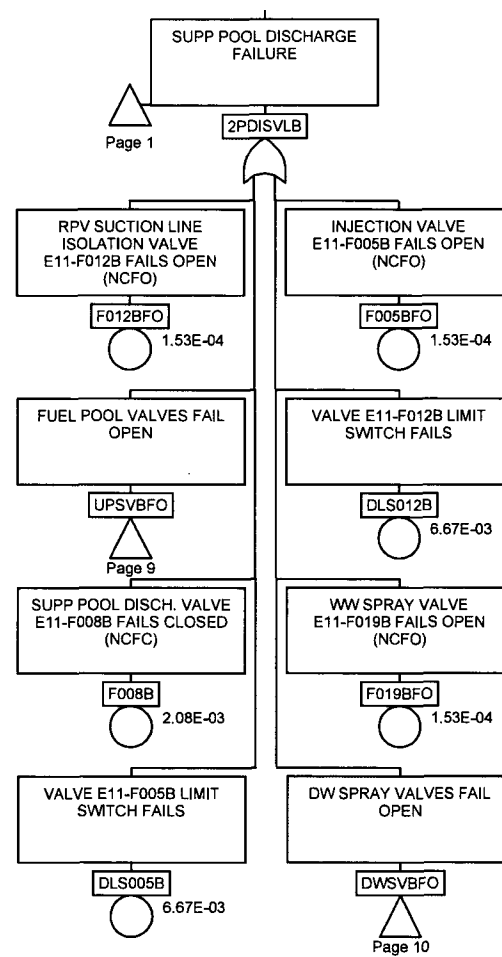 SUPP POOL DISCHARGE
FAILURE
Page 1
2PDISVLB
RPV SUCTION LINE
ISOLATION VALVE
E11-F012B FAILS OPEN
(NCFO)
F012BFO
1.53E-04
INJECTION VALVE
E11-F005B FAILS OPEN
(NCFO)
F005BFO
1.53E-04
FUEL POOL VALVES FAIL
OPEN
UPSVBFO
Page 9
VALVE E11-F012B LIMIT
SWITCH FAILS
DLS012B
6.67E-03
SUPP POOL DISCH. VALVE
E11-F008B FAILS CLOSED
(NCFC)
F008B
2.08E-03
WW SPRAY VALVE
E11-F019B FAILS OPEN
(NCFO)
F019BFO
1.53E-04
VALVE E11-F005B LIMIT
SWITCH FAILS
DLS005B
6.67E-03
DW SPRAY VALVES FAIL
OPEN
DWSVBFO
Page 10